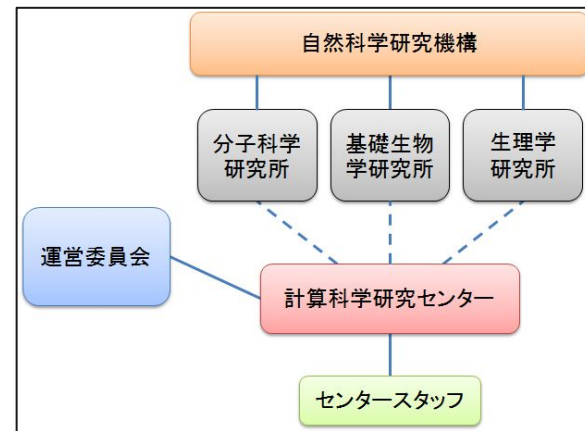 自然科学研究機構
分子科学
研究所
基礎生物
学研究所
生理学
研究所
運営委員会
計算科学研究センター
センタースタッフ